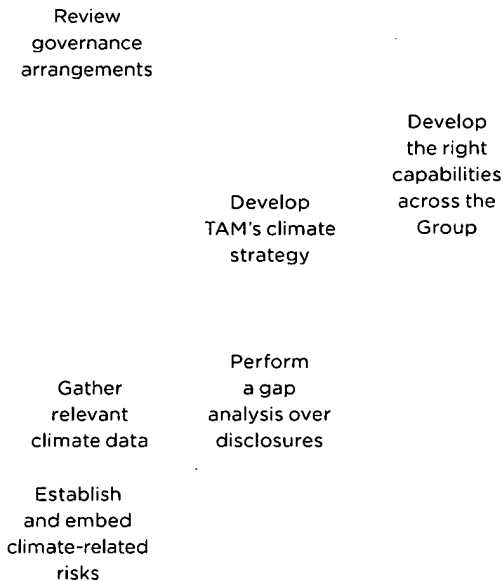 Review
governance
arrangements
Develop
the right
capabilities
across the
Group
Develop
TAM's climate
strategy
Perform
a gap
analysis over
disclosures
Gather
relevant
climate data
Establish
and embed
climate-related
risks